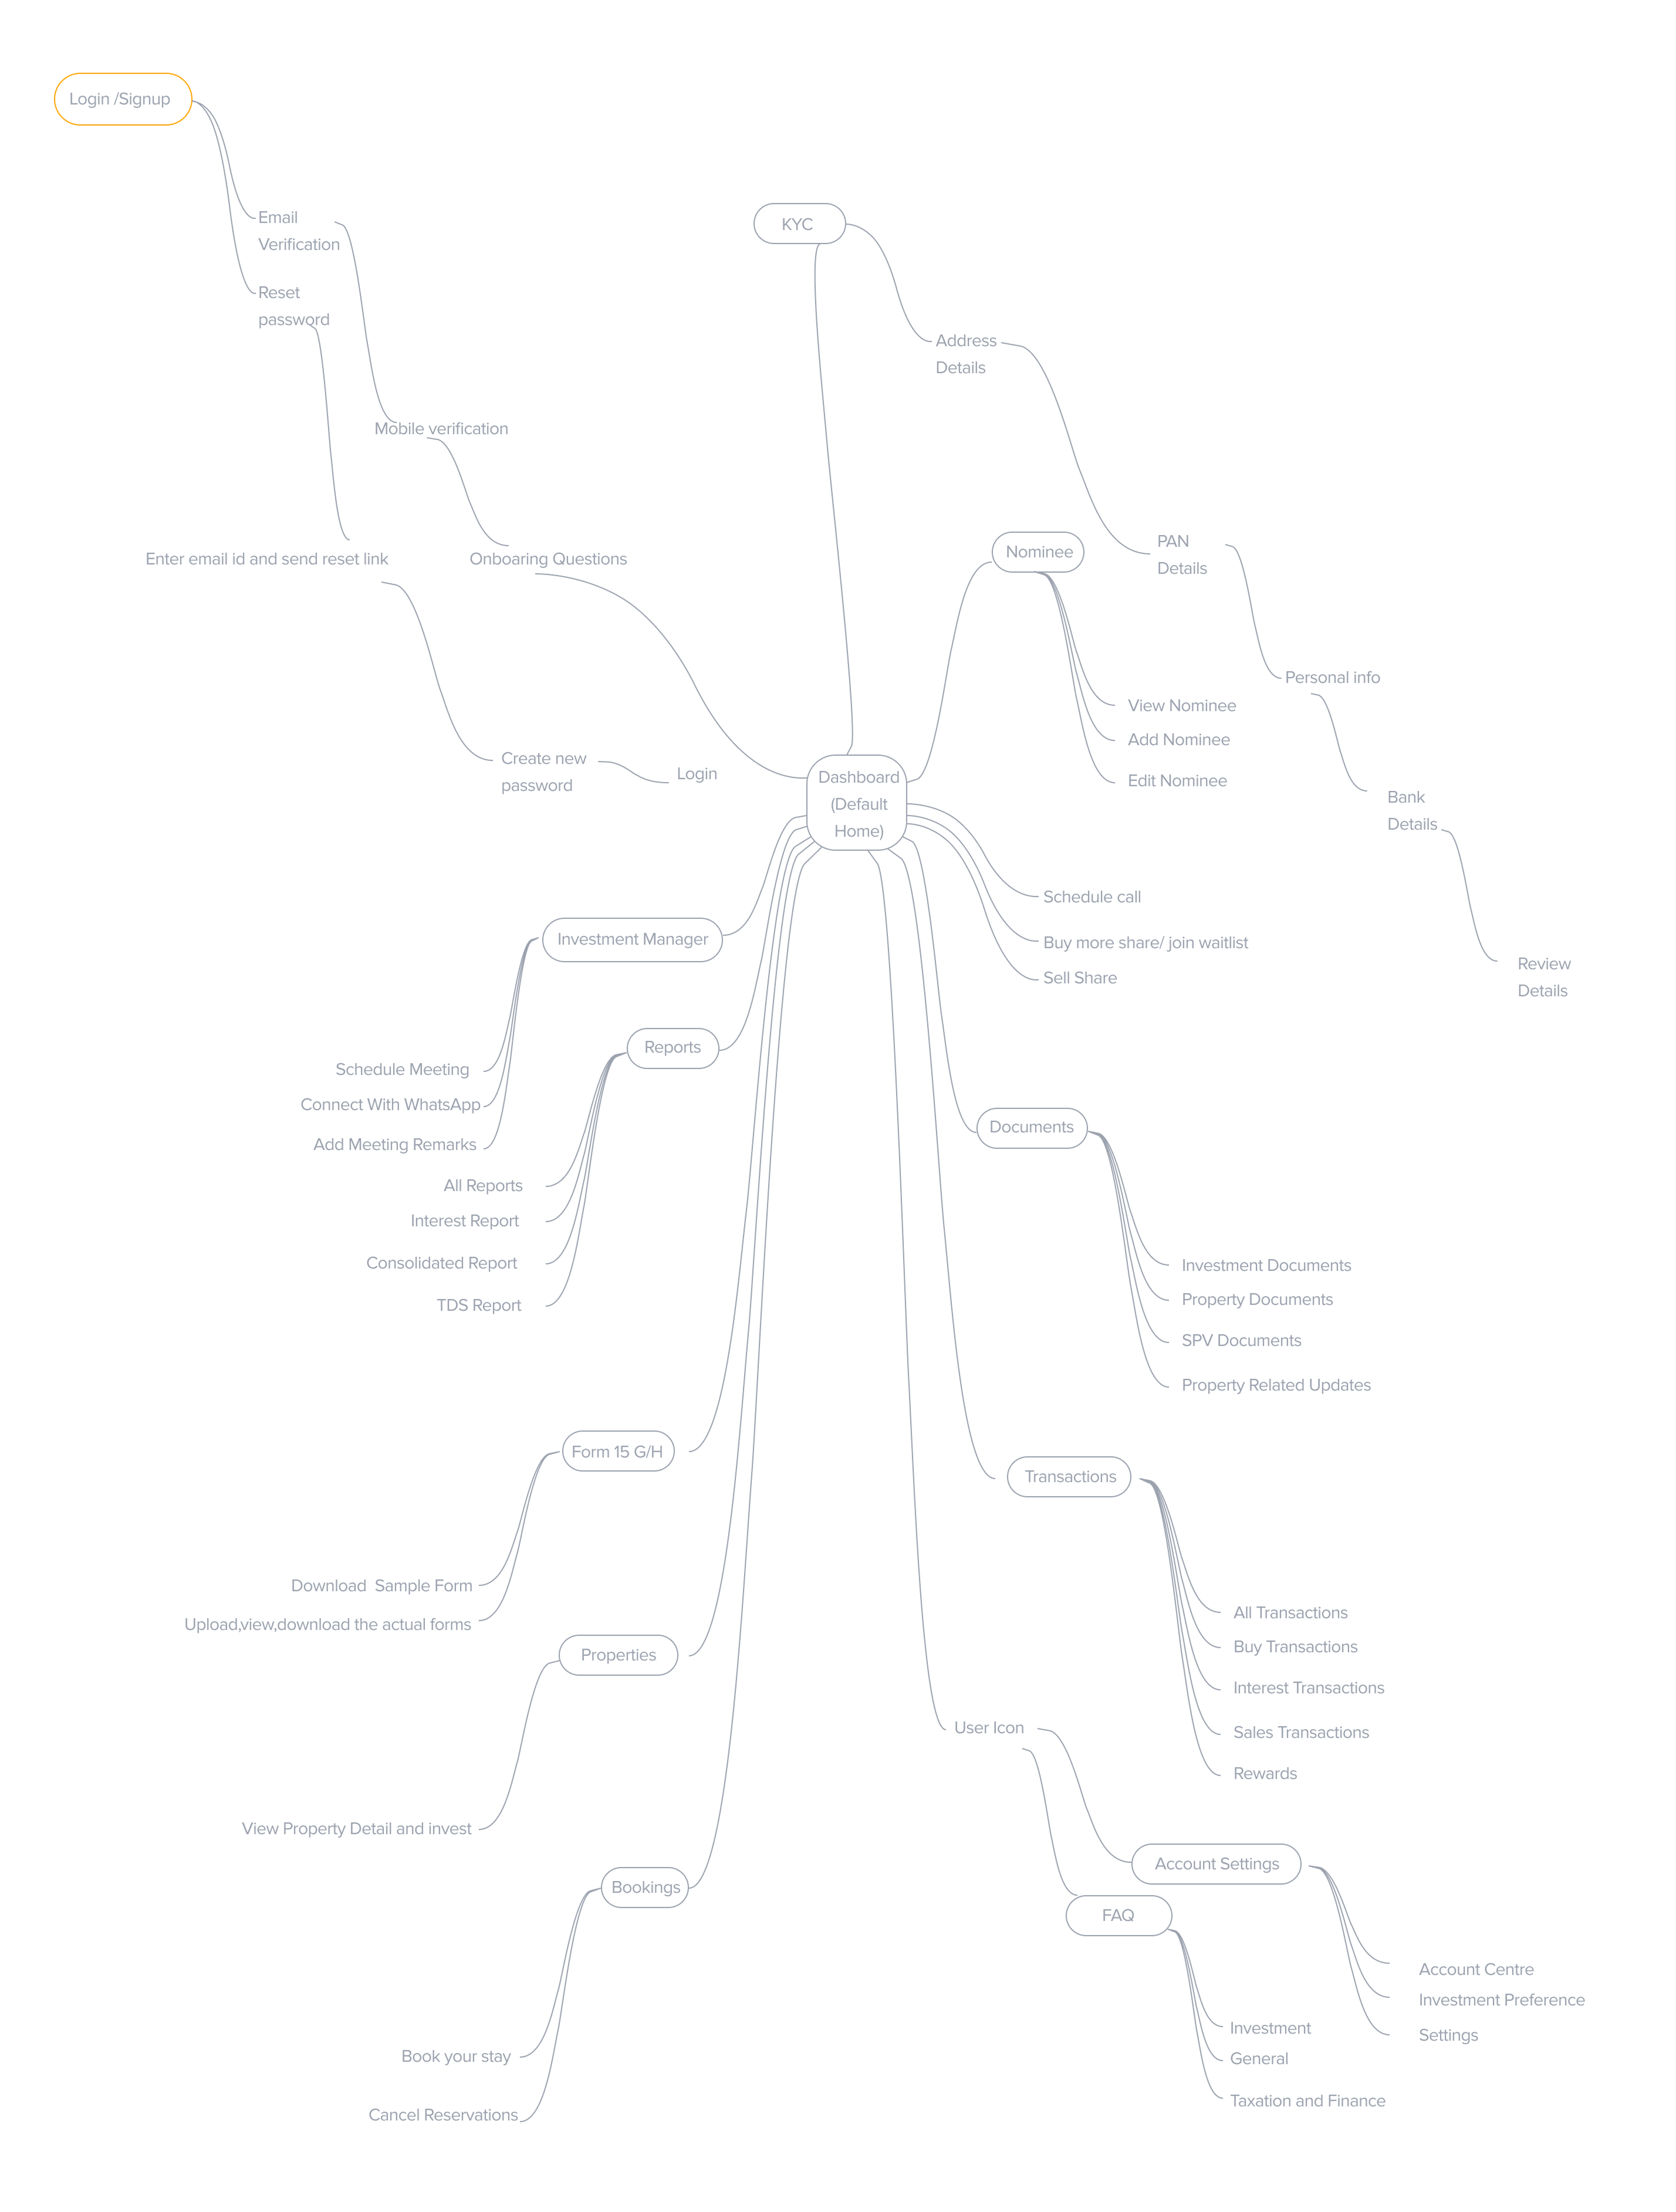 Login /Signup
Email
Verification
Reset
password
KYC
Address
Details
Mobile verification
Enter email id and send reset link
Onboaring Questions
Nominee
PAN
Details
Personal info
View Nominee
Add Nominee
Edit Nominee
Create new
password
Login
Dashboard
(Default
Home)
Bank
Details
Schedule call
Buy more share/ join waitlist
Sell Share
Review
Details
Investment Manager
Reports
Schedule Meeting
Connect With WhatsApp
Add Meeting Remarks
Documents
All Reports
Interest Report
Consolidated Report
TDS Report
Investment Documents
Property Documents
SPV Documents
Property Related Updates
Form 15 G/H
Transactions
Download  Sample Form
Upload,view,download the actual forms
All Transactions
Buy Transactions
Interest Transactions
Sales Transactions
Rewards
Properties
User Icon
View Property Detail and invest
Account Settings
Bookings
FAQ
Account Centre
Investment Preference
Settings
Investment
General
Taxation and Finance
Book your stay
Cancel Reservations